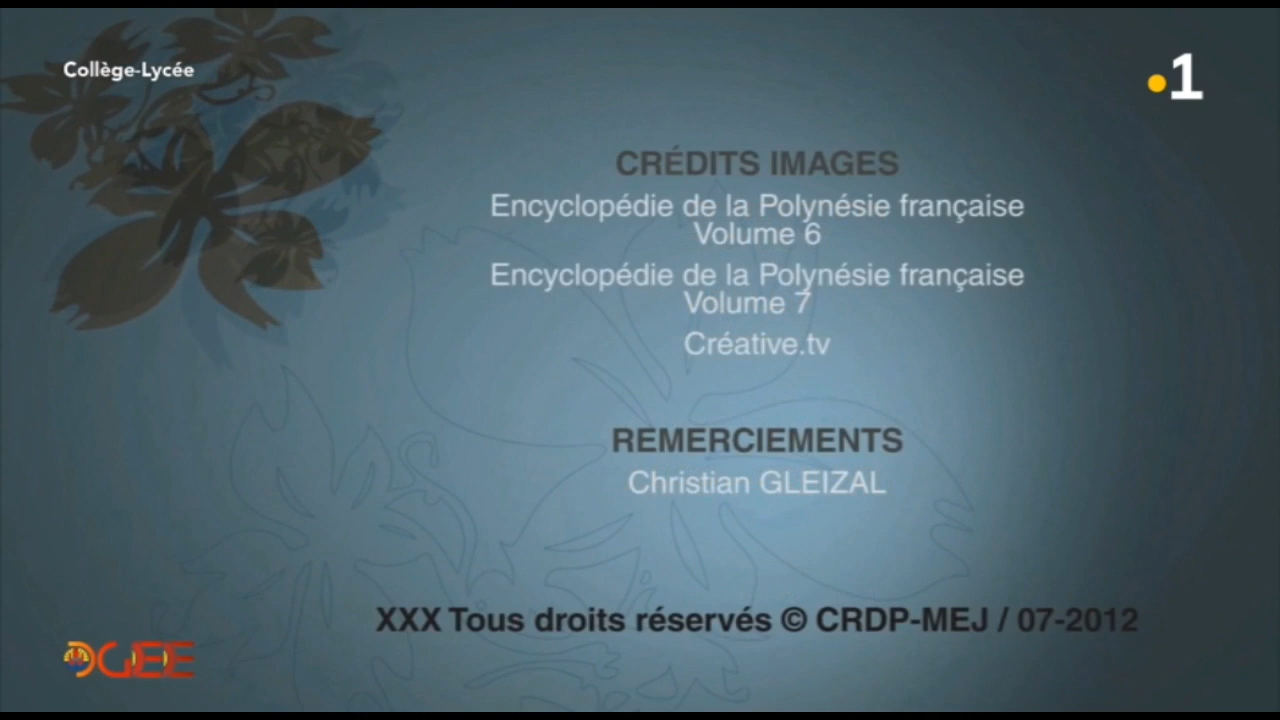 Collège-Lycée
1
CRÉDITS IMAGES
Encyclopédie de la Polynésie française
Volume 6
Encyclopédie de la Polynésie française
Volume 7
Créative.tv
REMERCIEMENTS
Christian GLEIZAL
XXX Tous droits réservés © CRDP-MEJ / 07-2012
DGEE